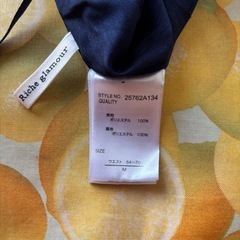 Riche glamour
STYLE NO. 25762A134
QUALITY
表地
ポリエステル 100%
裏地
ポリエステル 100%
SIZE
ウエスト 64~70
M